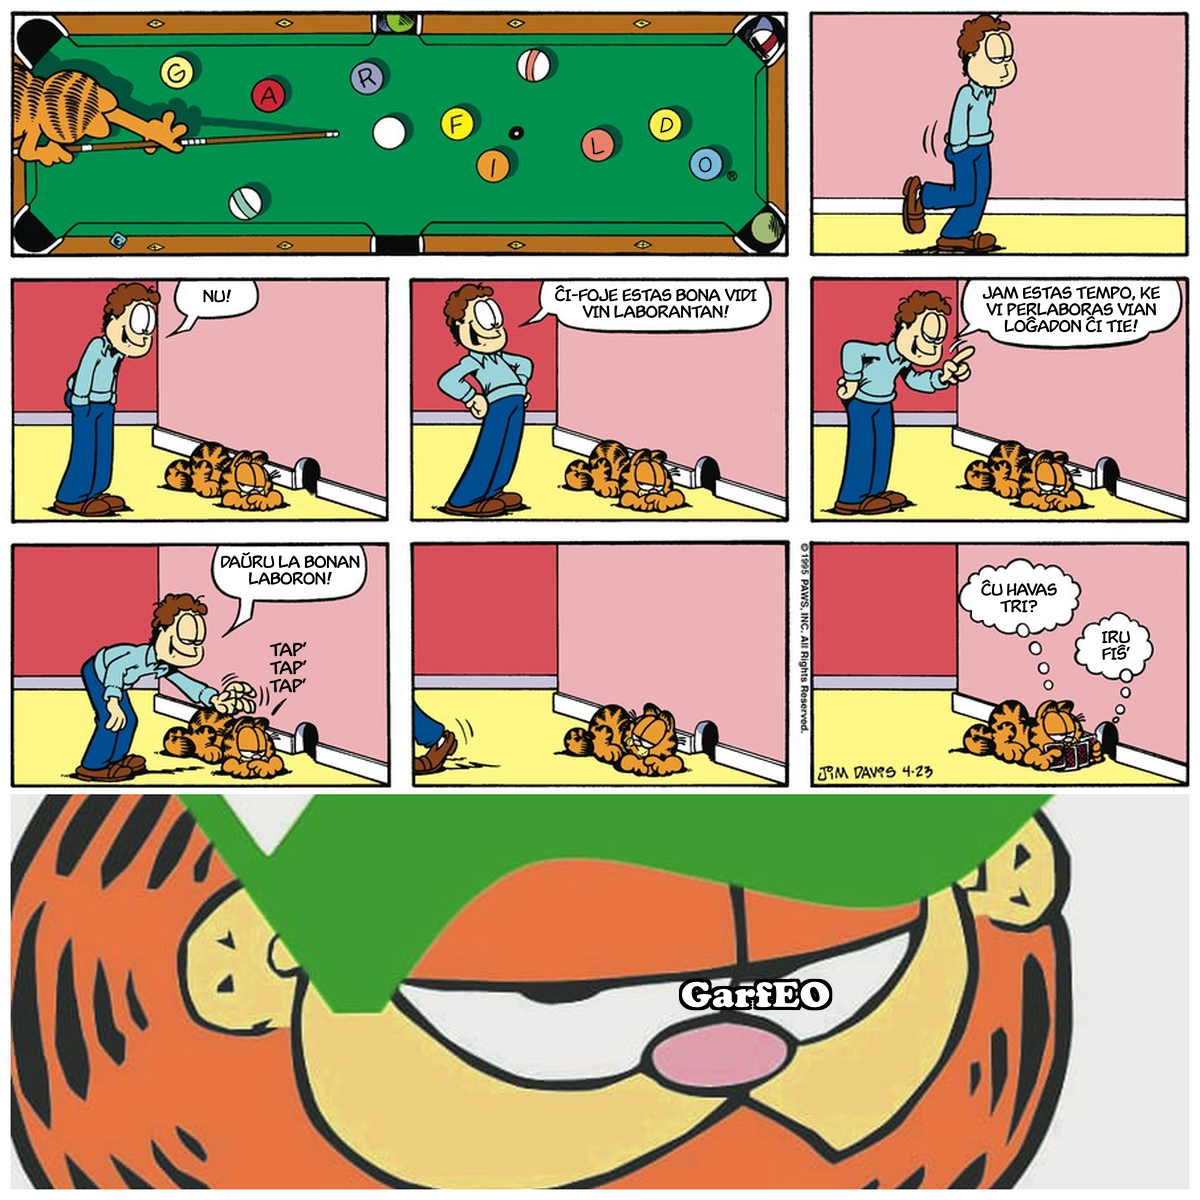 GARFILDO®
NU!
ĈI-FOJE ESTAS BONA VIDI
VIN LABORANTAN!
JAM ESTAS TEMPO, KE
VI PERLABORAS VIAN
LOĜADON ĈI TIE!
DAŬRU LA BONAN
LABORON!
TAP'
TAP'
TAP'
© 1995 PAWS, INC. All Rights Reserved.
ĈU HAVAS
TRI?
IRU
FIŜ'
JIM DAVIS 4-23
GarfEO